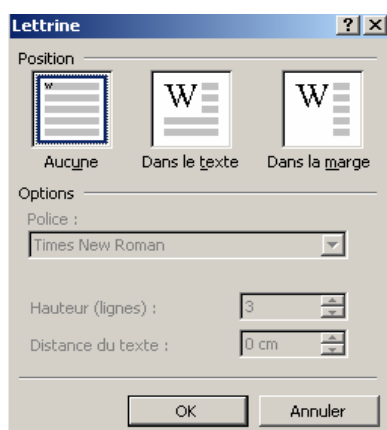 Lettrine
Position
W W W
Aucune Dans le texte Dans la marge
Options
Police :
Times New Roman
Hauteur (lignes) : 3
Distance du texte : 0 cm
OK Annuler